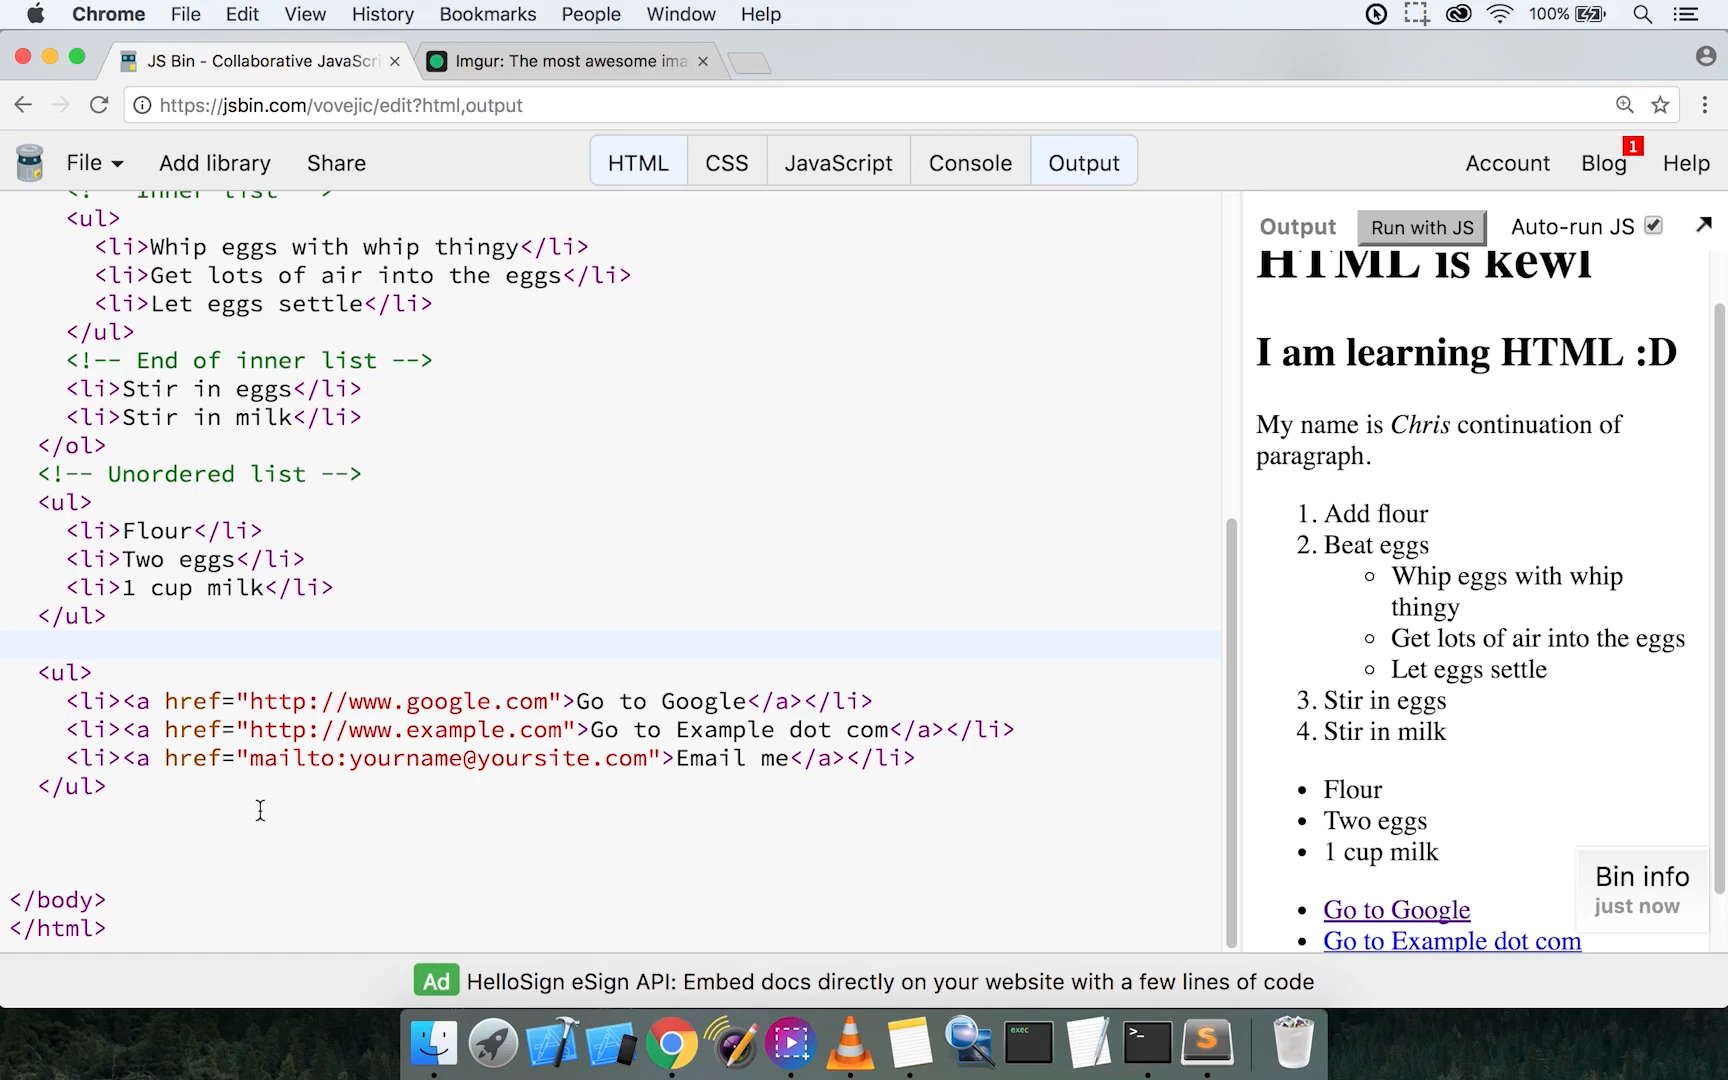 Chrome File Edit View History Bookmarks People Window Help 100%
JS Bin - Collaborative JavaScri Imgur: The most awesome ima
https://jsbin.com/vovejic/edit?html,output
File Add library Share HTML CSS JavaScript Console Output Account Blog 1 Help
<!-- Inner list -->
<ul>
<li>Whip eggs with whip thingy</li>
<li>Get lots of air into the eggs</li>
<li>Let eggs settle</li>
</ul>
<!-- End of inner list -->
<li>Stir in eggs</li>
<li>Stir in milk</li>
</ol>
<!-- Unordered list -->
<ul>
<li>Flour</li>
<li>Two eggs</li>
<li>1 cup milk</li>
</ul>
<ul>
<li><a href="http://www.google.com">Go to Google</a></li>
<li><a href="http://www.example.com">Go to Example dot com</a></li>
<li><a href="mailto:yourname@yoursite.com">Email me</a></li>
</ul>
</body>
</html>
Output Run with JS Auto-run JS
HTML is kewl
I am learning HTML :D
My name is Chris continuation of
paragraph.
1. Add flour
2. Beat eggs
Whip eggs with whip
thingy
Get lots of air into the eggs
Let eggs settle
3. Stir in eggs
4. Stir in milk
Flour
Two eggs
1 cup milk
Go to Google
Go to Example dot com
Bin info
just now
Ad HelloSign eSign API: Embed docs directly on your website with a few lines of code
exec